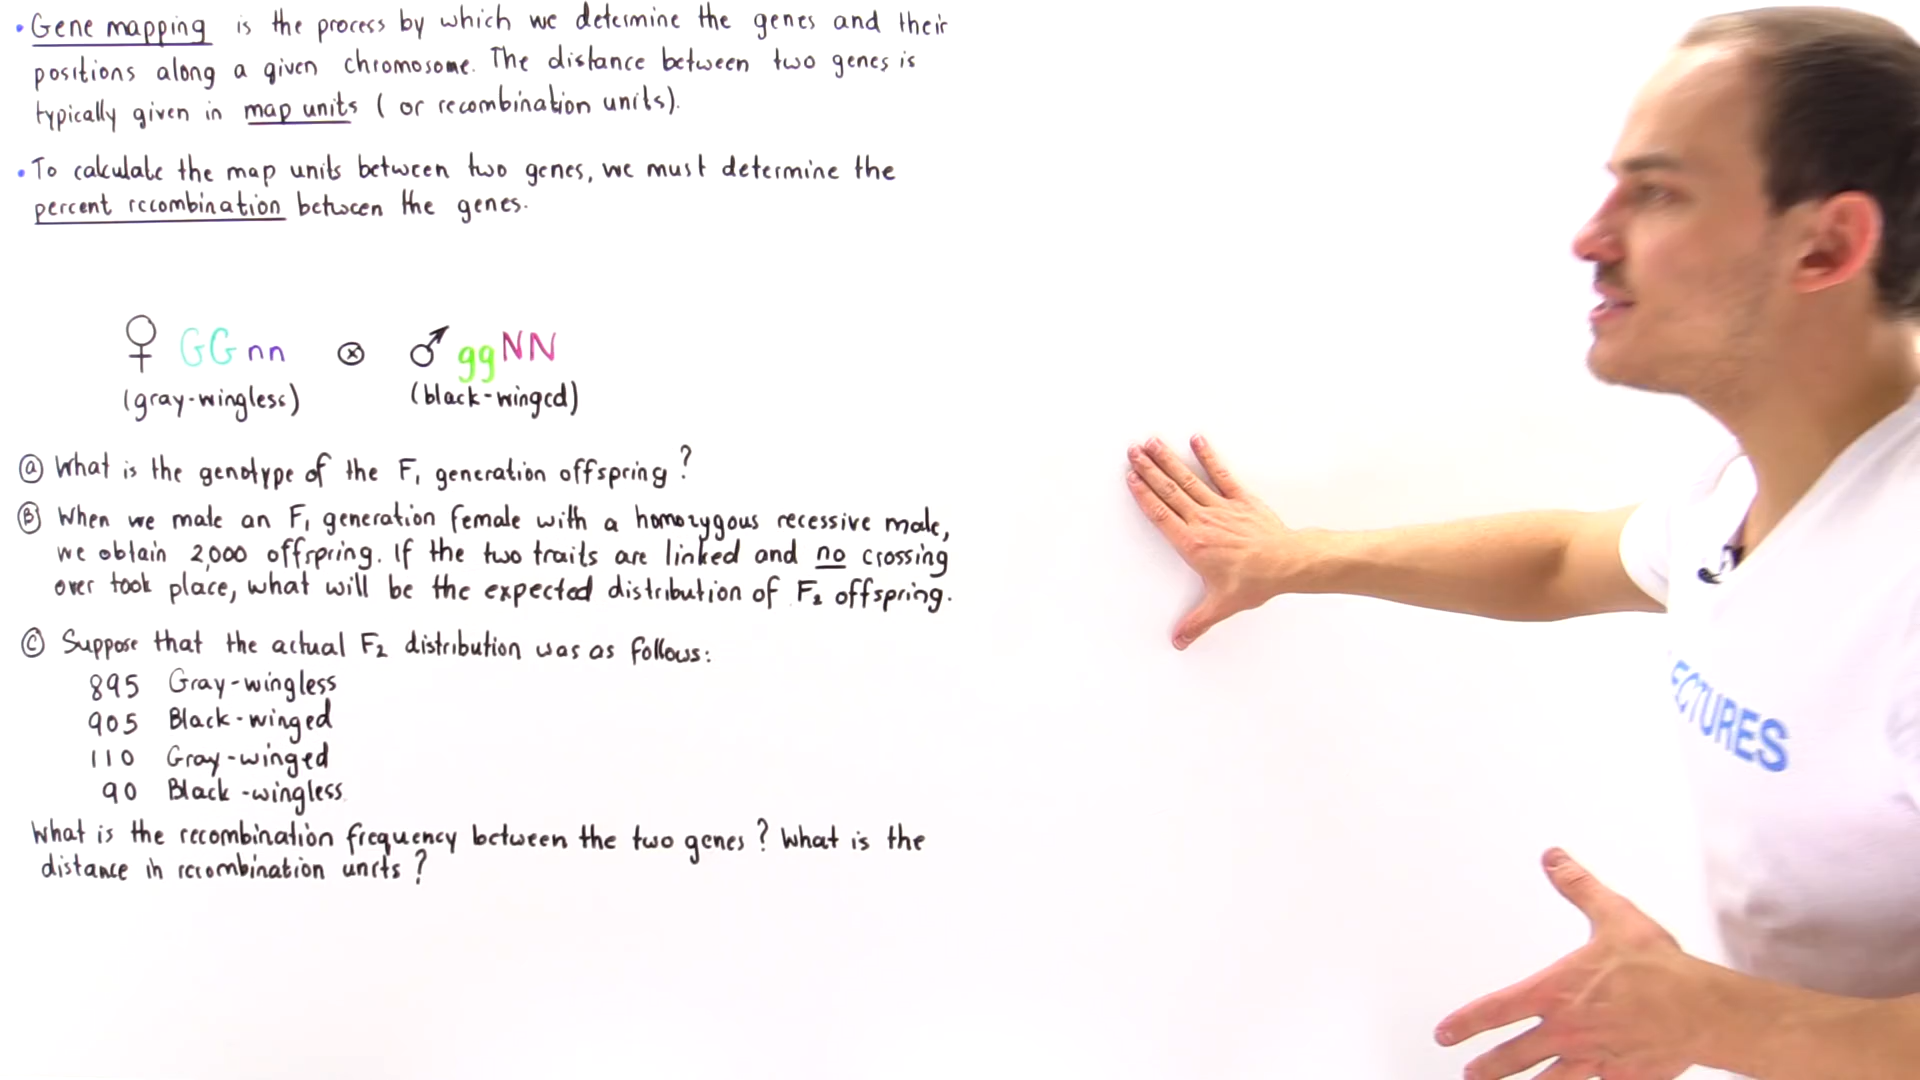 • Gene mapping is the process by which we determine the genes and their
positions along a given chromosome. The distance between two genes is
typically given in map units ( or recombination units).
• To calculate the map units between two genes, we must determine the
percent recombination between the genes.
♀ GGnn ⊗ ♂ ggNN
(gray-wingless) (black-winged)
ⓐ What is the genotype of the F₁ generation offspring?
Ⓑ When we mate an F₁ generation female with a homozygous recessive male,
we obtain 2,000 offspring. If the two traits are linked and no crossing
over took place, what will be the expected distribution of F₂ offspring.
Ⓒ Suppose that the actual F₂ distribution was as follows:
895 Gray-wingless
905 Black-winged
110 Gray-winged
90 Black-wingless
What is the recombination frequency between the two genes? What is the
distance in recombination units?
ECTURES